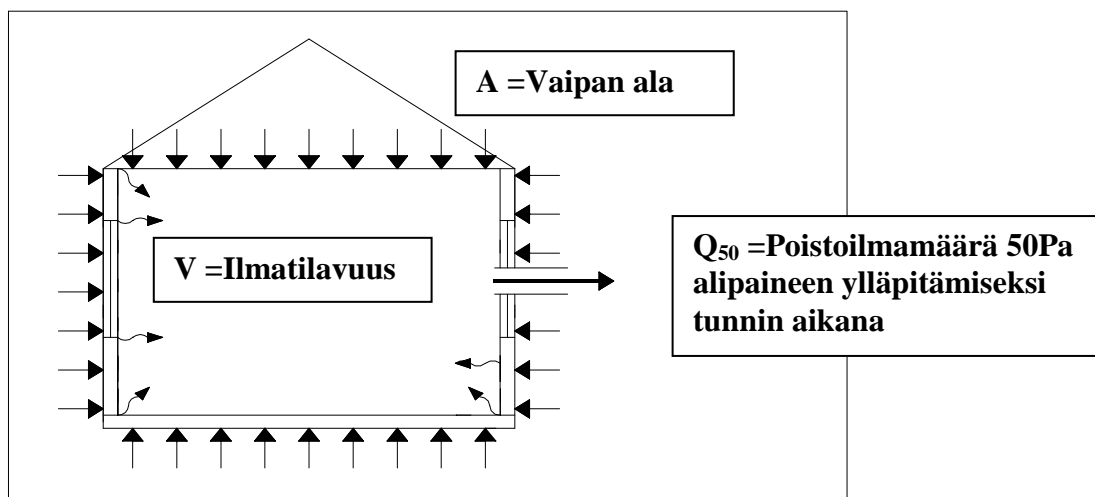 A =Vaipan ala
V =Ilmatilavuus
Q₅₀ =Poistoilmamäärä 50Pa
alipaineen ylläpitämiseksi
tunnin aikana